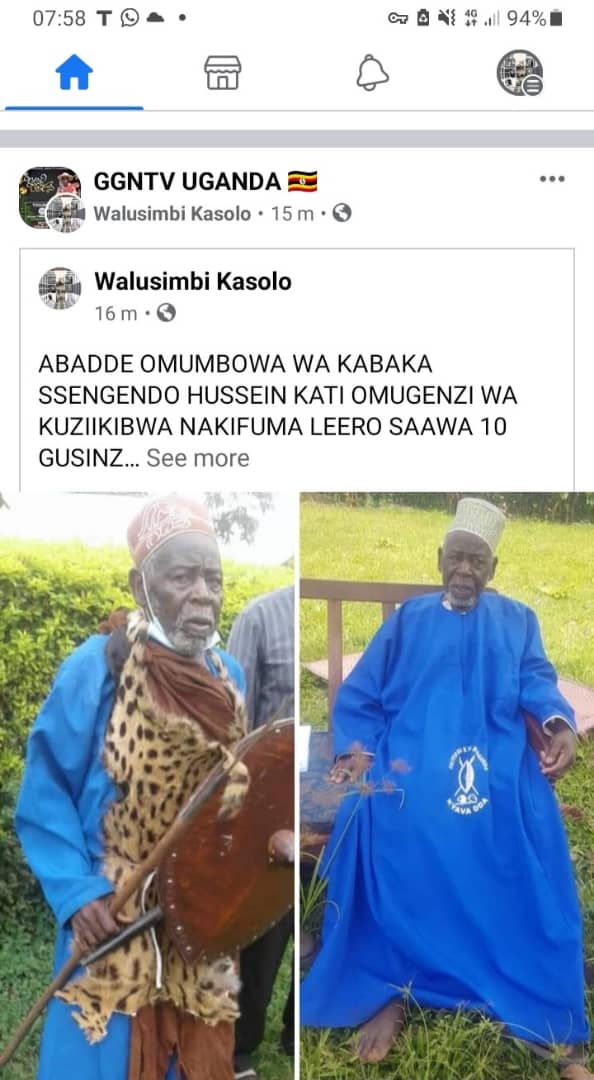 07:58
4G 94%
GGNTV UGANDA 🇺🇬
Walusimbi Kasolo • 15 m •
Walusimbi Kasolo
16 m •
ABADDE OMUMBOWA WA KABAKA
SSENGENDO HUSSEIN KATI OMUGENZI WA
KUZIIKIBWA NAKIFUMA LEERO SAAWA 10
GUSINZ... See more